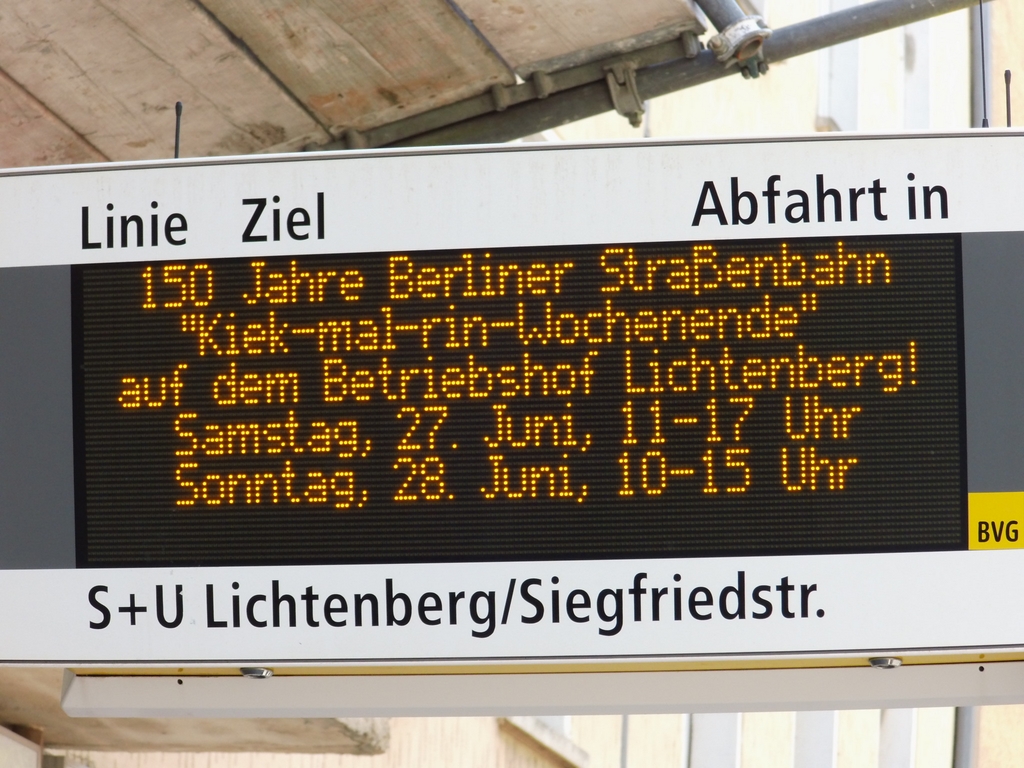 Linie Ziel Abfahrt in
150 Jahre Berliner Straßenbahn
"Kiek-mal-rin-Wochenende"
auf dem Betriebshof Lichtenberg!
Samstag, 27. Juni, 11-17 Uhr
Sonntag, 28. Juni, 10-15 Uhr
BVG
S+U Lichtenberg/Siegfriedstr.